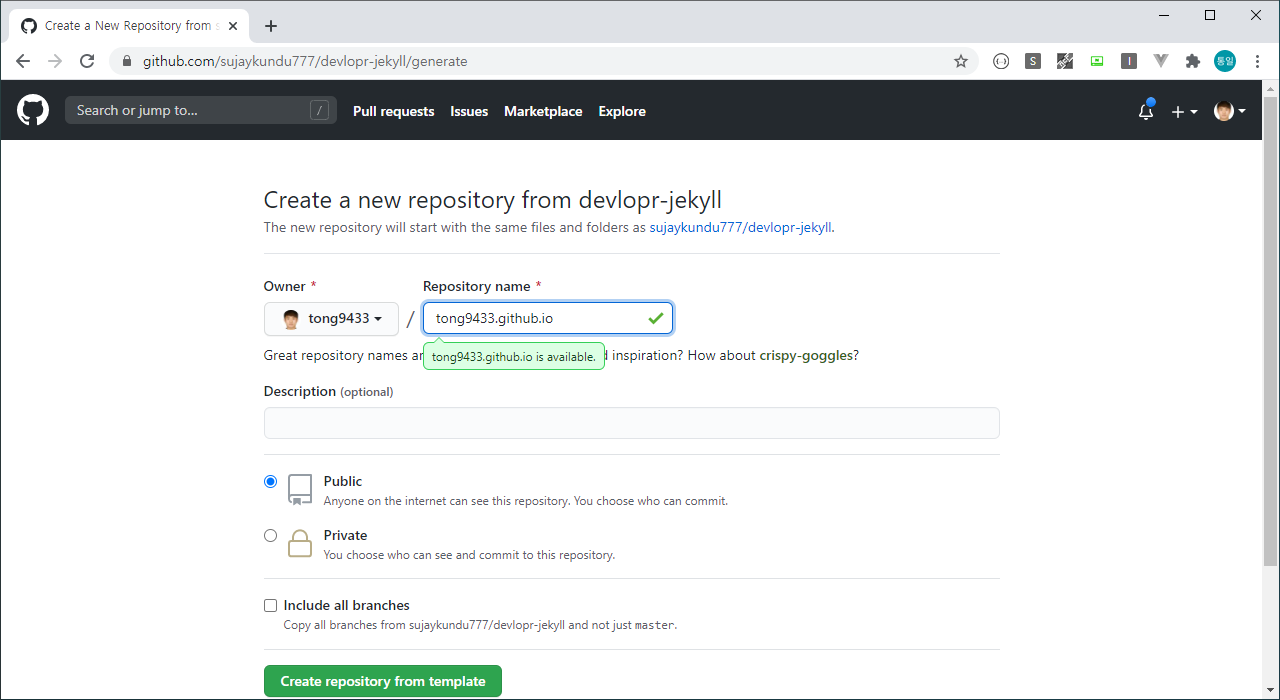 Create a New Repository from s
github.com/sujaykundu777/devlopr-jekyll/generate
S
I
통일
Search or jump to...
/
Pull requests
Issues
Marketplace
Explore
Create a new repository from devlopr-jekyll
The new repository will start with the same files and folders as sujaykundu777/devlopr-jekyll.
Owner *
Repository name *
tong9433
/
tong9433.github.io
Great repository names ar
tong9433.github.io is available.
inspiration? How about crispy-goggles?
Description (optional)
Public
Anyone on the internet can see this repository. You choose who can commit.
Private
You choose who can see and commit to this repository.
Include all branches
Copy all branches from sujaykundu777/devlopr-jekyll and not just master.
Create repository from template